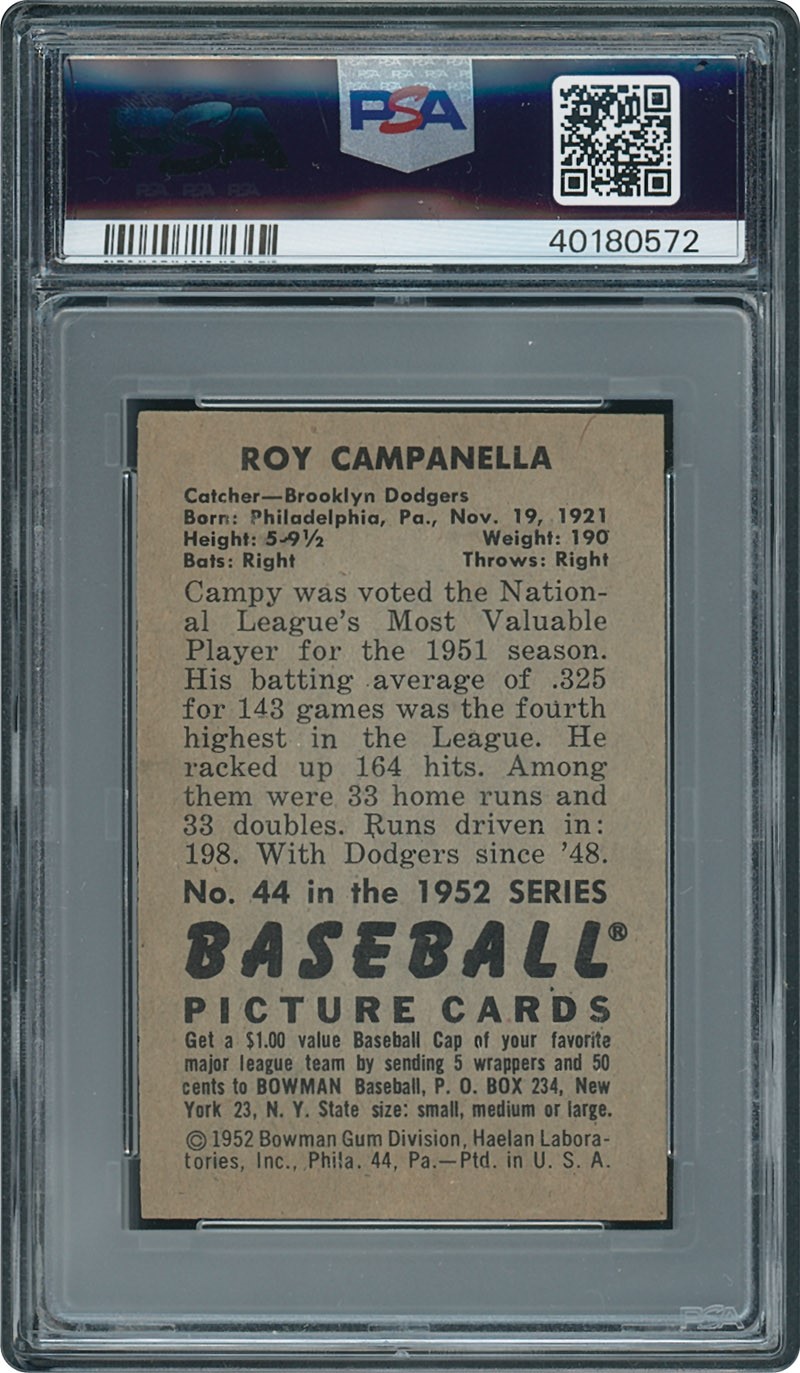 PSA
40180572
ROY CAMPANELLA
Catcher—Brooklyn Dodgers
Born: Philadelphia, Pa., Nov. 19, 1921
Height: 5-9½ Weight: 190
Bats: Right Throws: Right
Campy was voted the Nation-
al League's Most Valuable
Player for the 1951 season.
His batting average of .325
for 143 games was the fourth
highest in the League. He
racked up 164 hits. Among
them were 33 home runs and
33 doubles. Runs driven in:
198. With Dodgers since '48.
No. 44 in the 1952 SERIES
BASEBALL®
PICTURE CARDS
Get a $1.00 value Baseball Cap of your favorite
major league team by sending 5 wrappers and 50
cents to BOWMAN Baseball, P. O. BOX 234, New
York 23, N. Y. State size: small, medium or large.
© 1952 Bowman Gum Division, Haelan Labora-
tories, Inc., Phila. 44, Pa.—Ptd. in U. S. A.
PSA